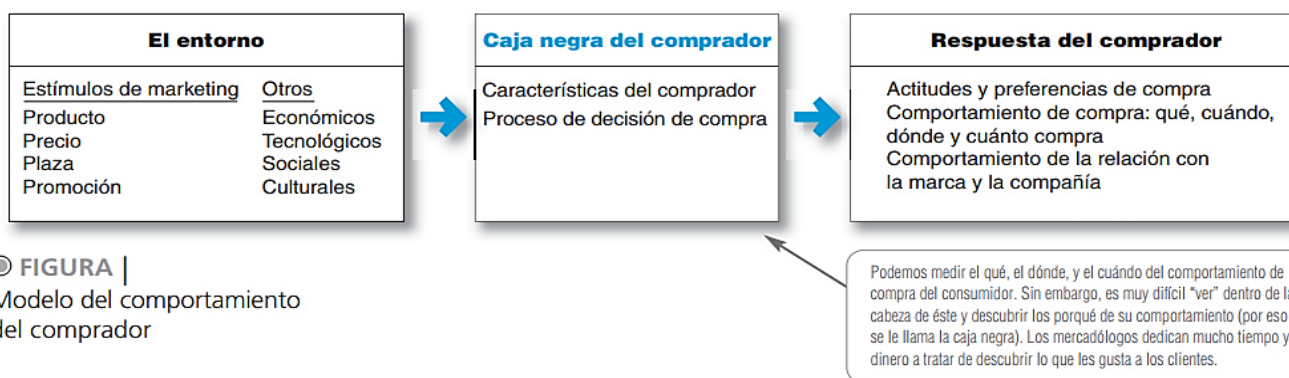 El entorno
Estímulos de marketing
Producto
Precio
Plaza
Promoción
Otros
Económicos
Tecnológicos
Sociales
Culturales
Caja negra del comprador
Características del comprador
Proceso de decisión de compra
Respuesta del comprador
Actitudes y preferencias de compra
Comportamiento de compra: qué, cuándo,
dónde y cuánto compra
Comportamiento de la relación con
la marca y la compañía
FIGURA |
Modelo del comportamiento
del comprador
Podemos medir el qué, el dónde, y el cuándo del comportamiento de
compra del consumidor. Sin embargo, es muy difícil "ver" dentro de la
cabeza de éste y descubrir los porqué de su comportamiento (por eso
se le llama la caja negra). Los mercadólogos dedican mucho tiempo y
dinero a tratar de descubrir lo que les gusta a los clientes.